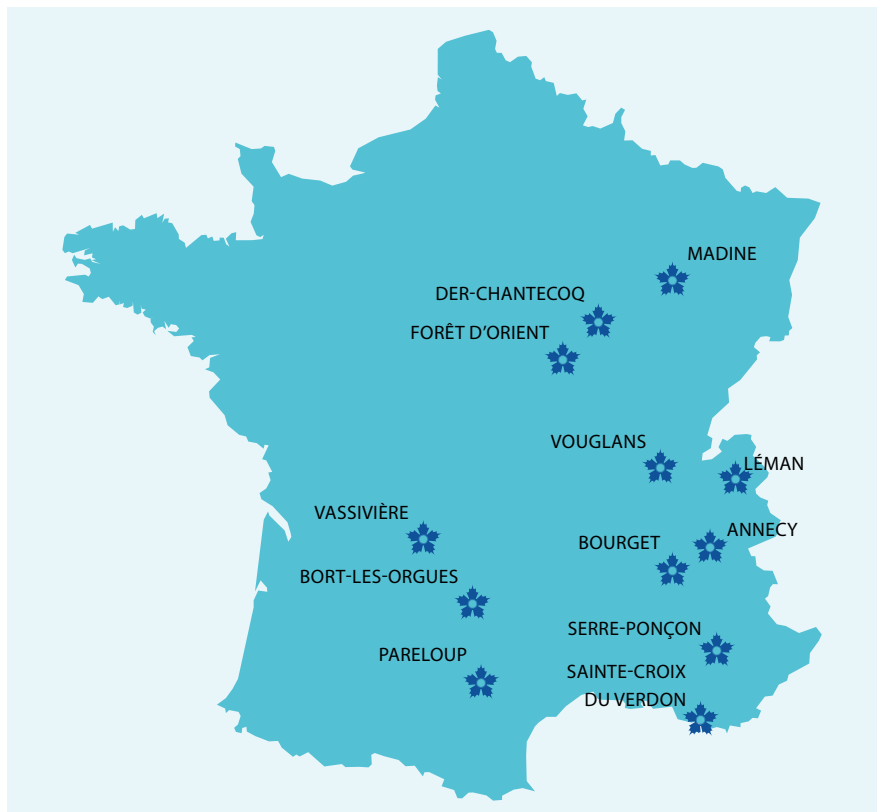 MADINE
DER-CHANTECOQ
FORÊT D’ORIENT
VOUGLANS
LÉMAN
VASSIVIÈRE
ANNECY
BOURGET
BORT-LES-ORGUES
SERRE-PONÇON
PARELOUP
SAINTE-CROIX
DU VERDON